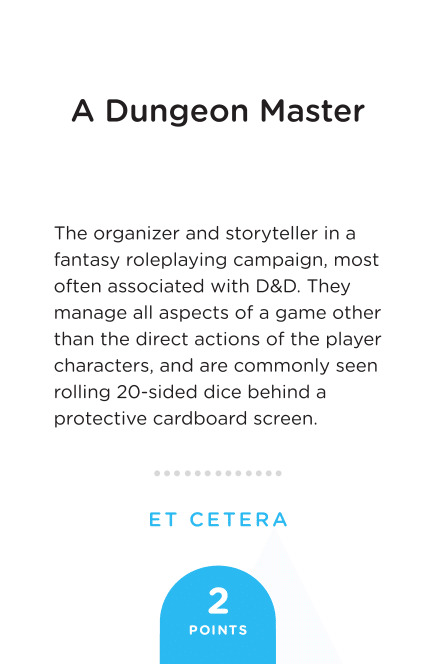 A Dungeon Master
The organizer and storyteller in a
fantasy roleplaying campaign, most
often associated with D&D. They
manage all aspects of a game other
than the direct actions of the player
characters, and are commonly seen
rolling 20-sided dice behind a
protective cardboard screen.
ET CETERA
2
POINTS